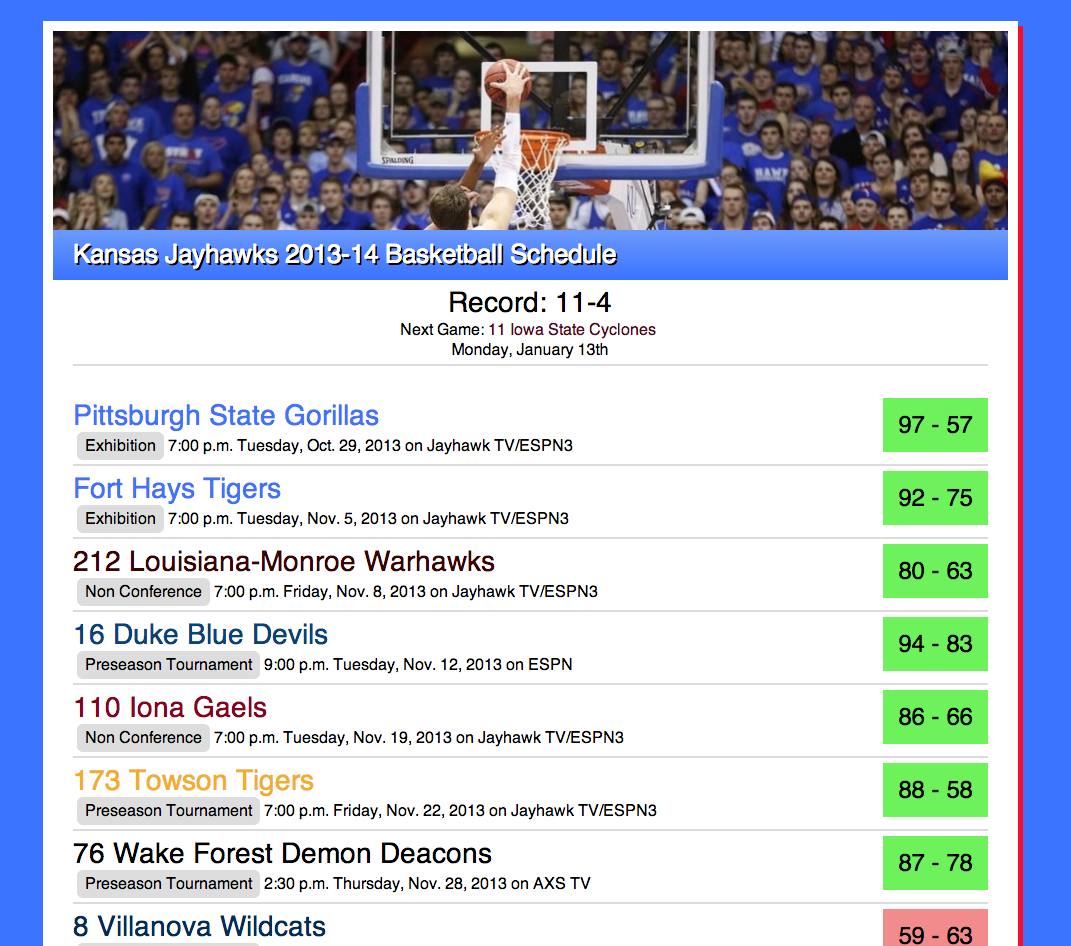 SPALDING
Kansas Jayhawks 2013-14 Basketball Schedule
Record: 11-4
Next Game: 11 Iowa State Cyclones
Monday, January 13th
Pittsburgh State Gorillas
97 - 57
Exhibition 7:00 p.m. Tuesday, Oct. 29, 2013 on Jayhawk TV/ESPN3
Fort Hays Tigers
92 - 75
Exhibition 7:00 p.m. Tuesday, Nov. 5, 2013 on Jayhawk TV/ESPN3
212 Louisiana-Monroe Warhawks
80 - 63
Non Conference 7:00 p.m. Friday, Nov. 8, 2013 on Jayhawk TV/ESPN3
16 Duke Blue Devils
94 - 83
Preseason Tournament 9:00 p.m. Tuesday, Nov. 12, 2013 on ESPN
110 Iona Gaels
86 - 66
Non Conference 7:00 p.m. Tuesday, Nov. 19, 2013 on Jayhawk TV/ESPN3
173 Towson Tigers
88 - 58
Preseason Tournament 7:00 p.m. Friday, Nov. 22, 2013 on Jayhawk TV/ESPN3
76 Wake Forest Demon Deacons
87 - 78
Preseason Tournament 2:30 p.m. Thursday, Nov. 28, 2013 on AXS TV
8 Villanova Wildcats
59 - 63